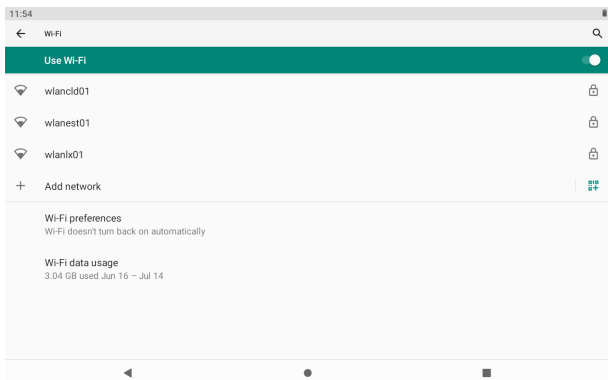 11:54
Wi-Fi
Use Wi-Fi
wlancld01
wlanest01
wlanlx01
Add network
Wi-Fi preferences
Wi-Fi doesn't turn back on automatically
Wi-Fi data usage
3.04 GB used Jun 16 – Jul 14